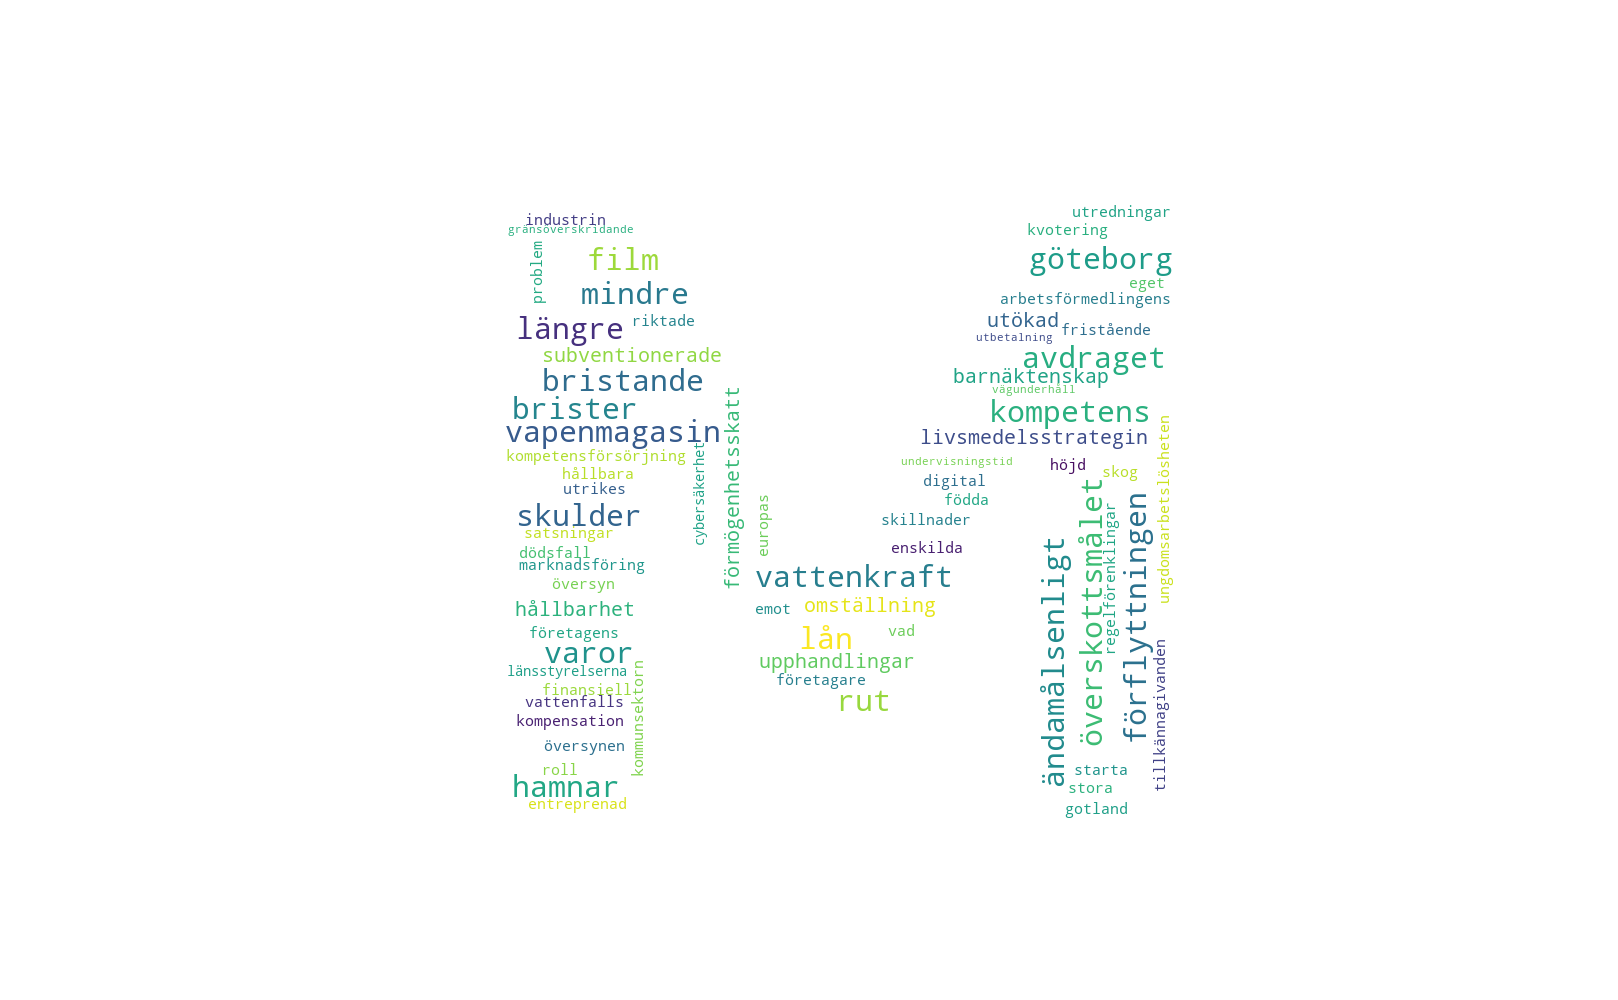 industrin
gränsöverskridande
problem
film
mindre
längre
riktade
subventionerade
bristande
brister
vapenmagasin
kompetensförsörjning
hållbara
utrikes
skulder
satsningar
dödsfall
marknadsföring
översyn
hållbarhet
företagens
varor
länsstyrelserna
finansiell
vattenfalls
kompensation
översynen
roll
hamnar
entreprenad
kommunsektorn
cybersäkerhet
förmögenhetsskatt
europas
vattenkraft
emot
omställning
lån
vad
upphandlingar
företagare
rut
utredningar
kvotering
göteborg
eget
arbetsförmedlingens
utökad
fristående
utbetalning
avdraget
barnäktenskap
vägunderhåll
kompetens
livsmedelsstrategin
undervisningstid
höjd
skog
digital
födda
skillnader
enskilda
ändamålsenligt
överskottsmålet
regelförenklingar
förflyttningen
ungdomsarbetslösheten
tillkännagivanden
starta
stora
gotland